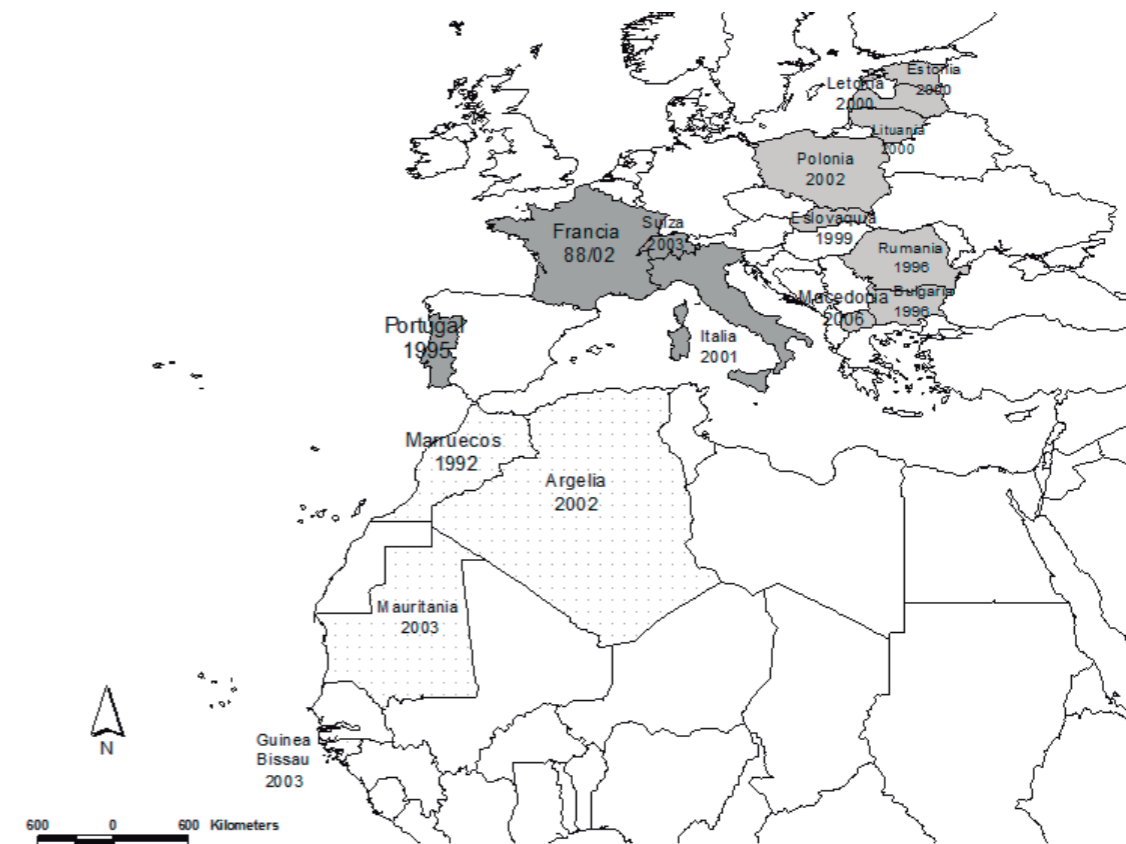 Estonia
2000
Letonia
2000
Lituania
2000
Polonia
2002
Eslovaquia
1999
Suiza
2003
Francia
88/02
Rumania
1996
Bulgaria
1996
Macedonia
2006
Italia
2001
Portugal
1995
Marruecos
1992
Argelia
2002
Mauritania
2003
Guinea
Bissau
2003
N
600 0 600 Kilometers